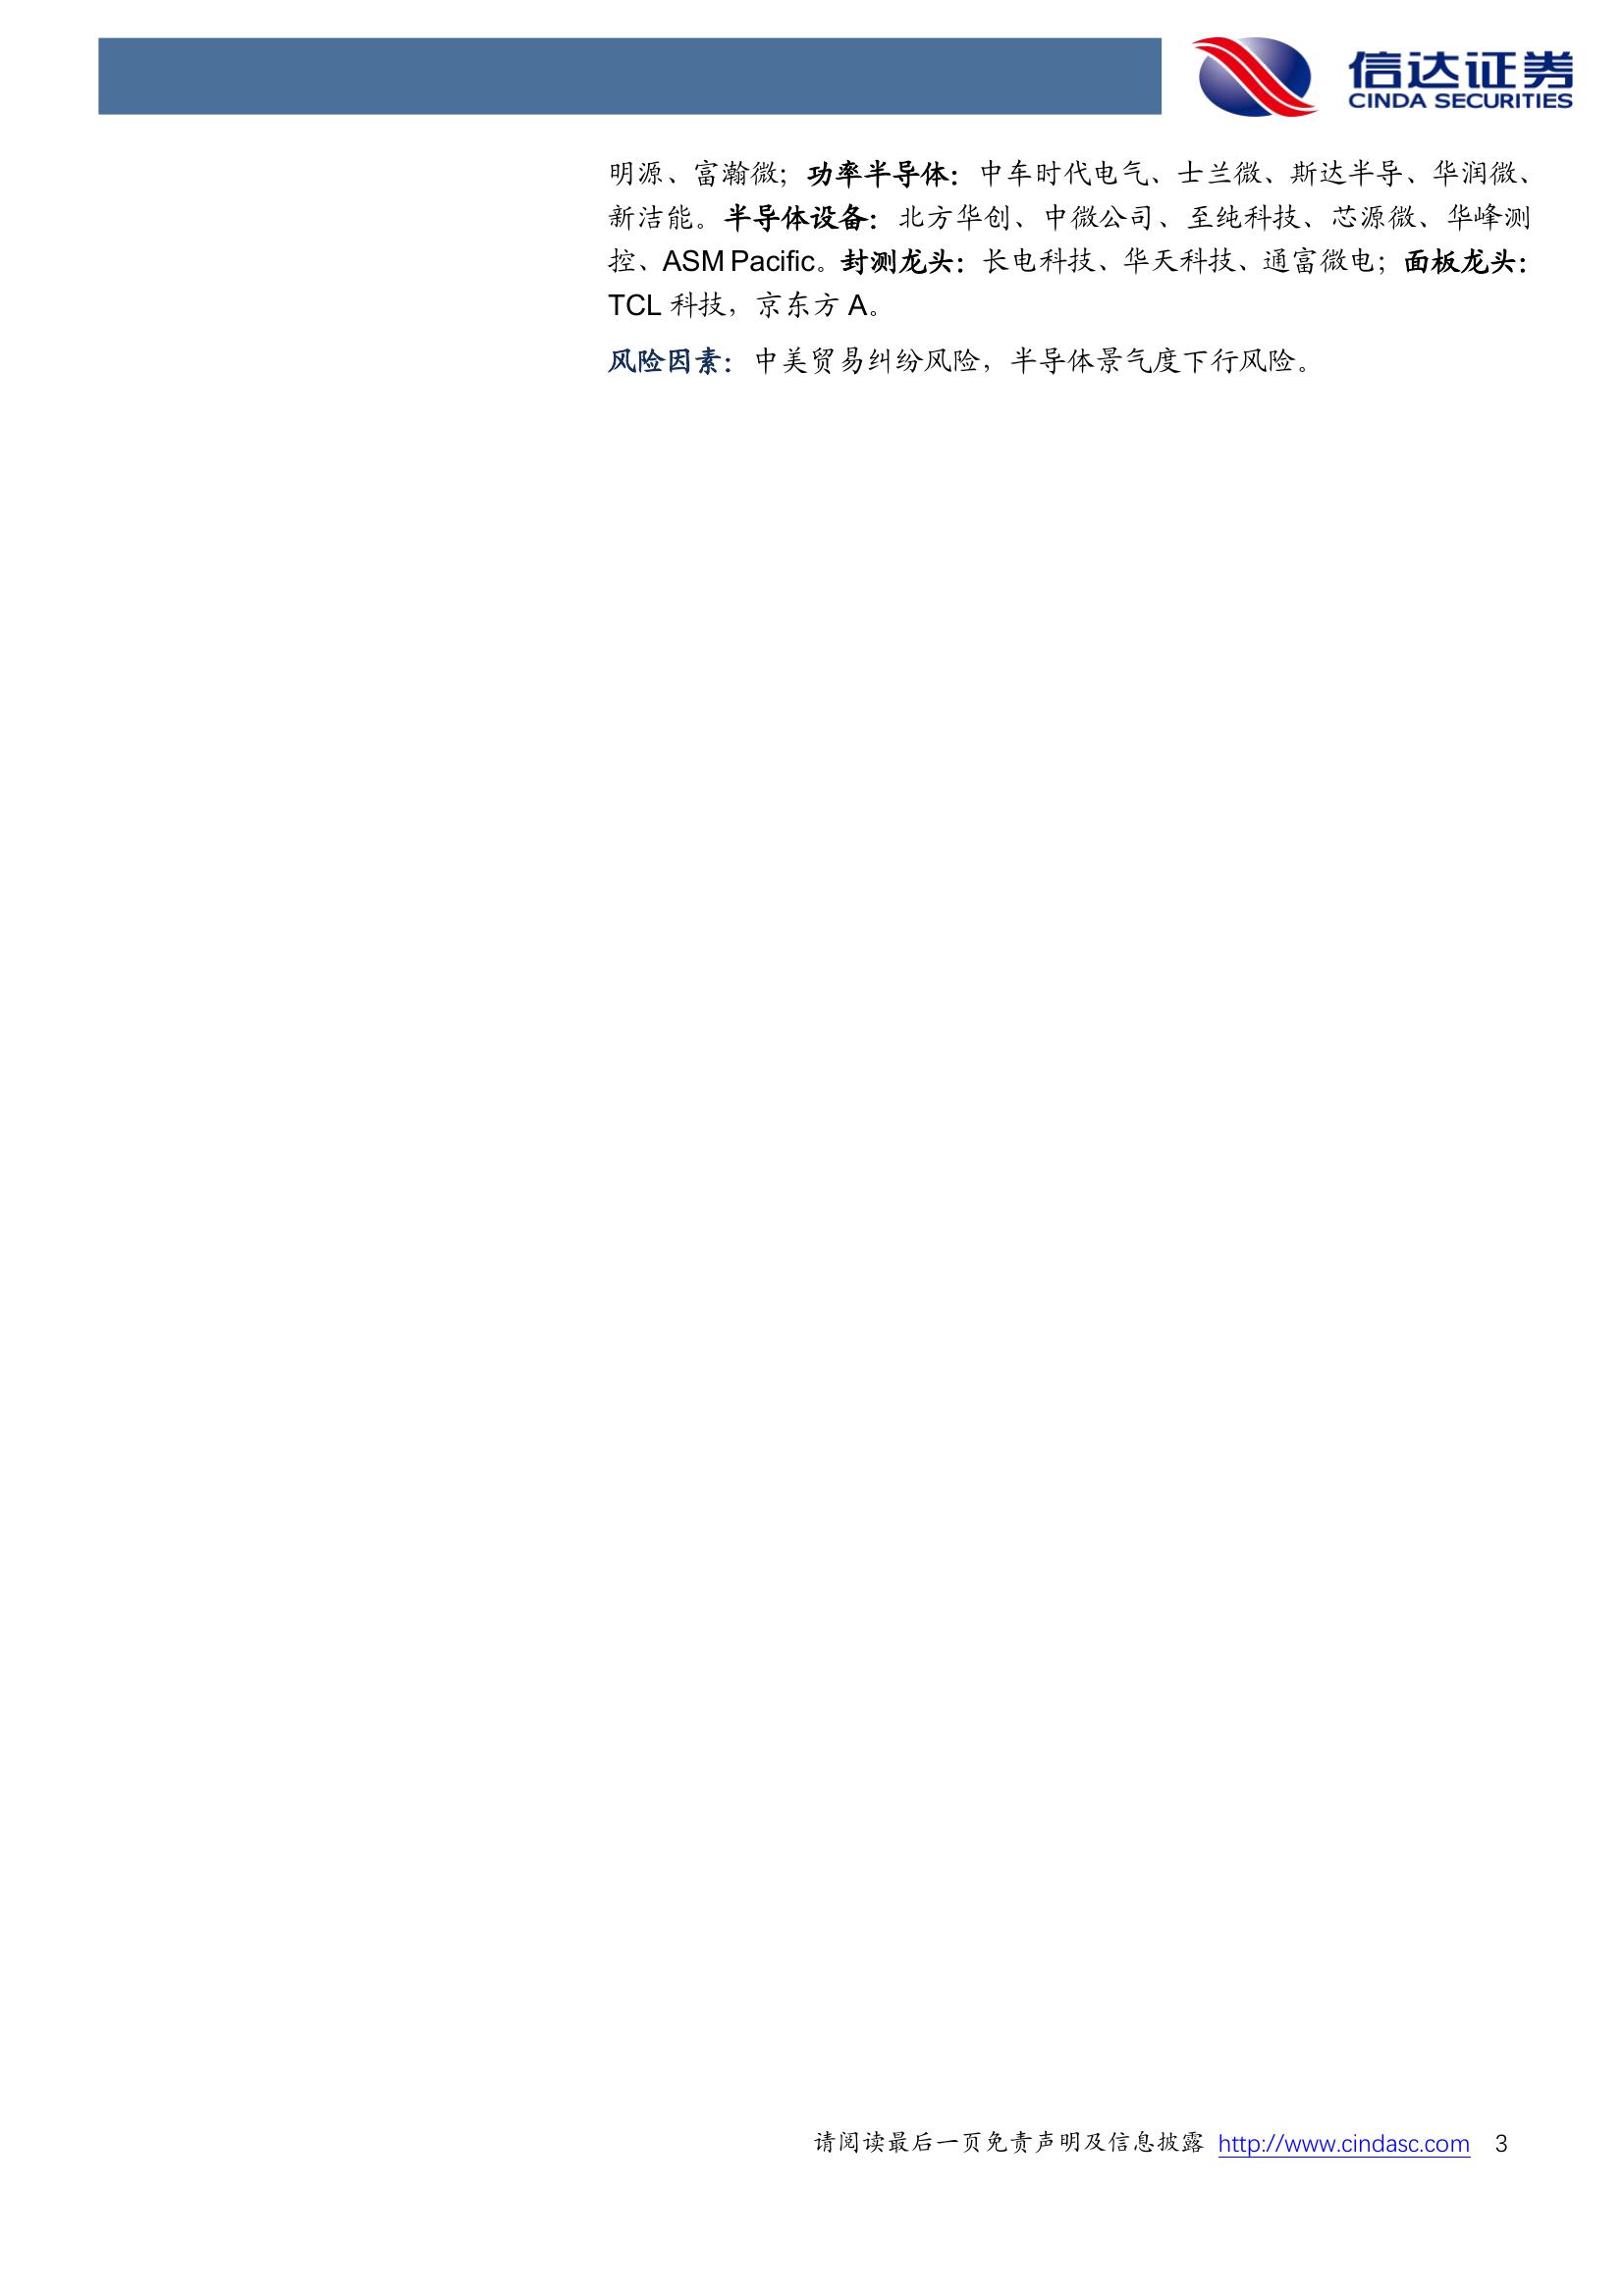 信达证券
CINDA SECURITIES
明源、富瀚微；功率半导体：中车时代电气、士兰微、斯达半导、华润微、
新洁能。半导体设备：北方华创、中微公司、至纯科技、芯源微、华峰测
控、ASM Pacific。封测龙头：长电科技、华天科技、通富微电；面板龙头：
TCL 科技，京东方 A。
风险因素：中美贸易纠纷风险，半导体景气度下行风险。
请阅读最后一页免责声明及信息披露 http://www.cindasc.com 3